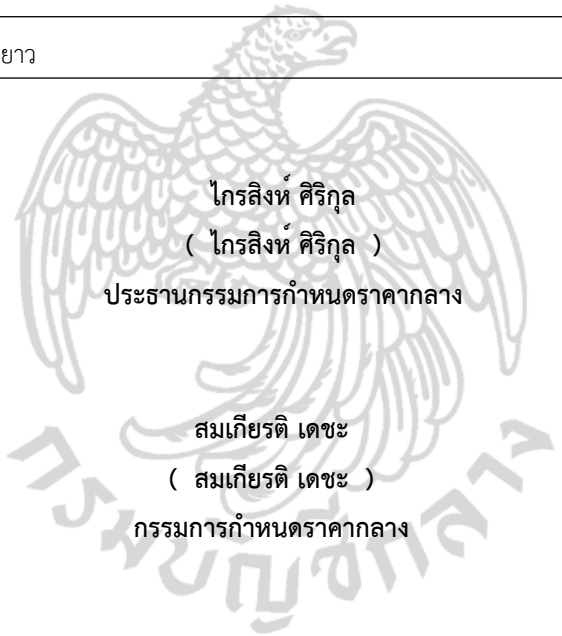 ยาว
ไกรสิงห์ ศิริกุล
( ไกรสิงห์ ศิริกุล )
ประธานกรรมการกำหนดราคากลาง
สมเกียรติ เดชะ
( สมเกียรติ เดชะ )
กรรมการกำหนดราคากลาง
กรมบัญชีกลาง